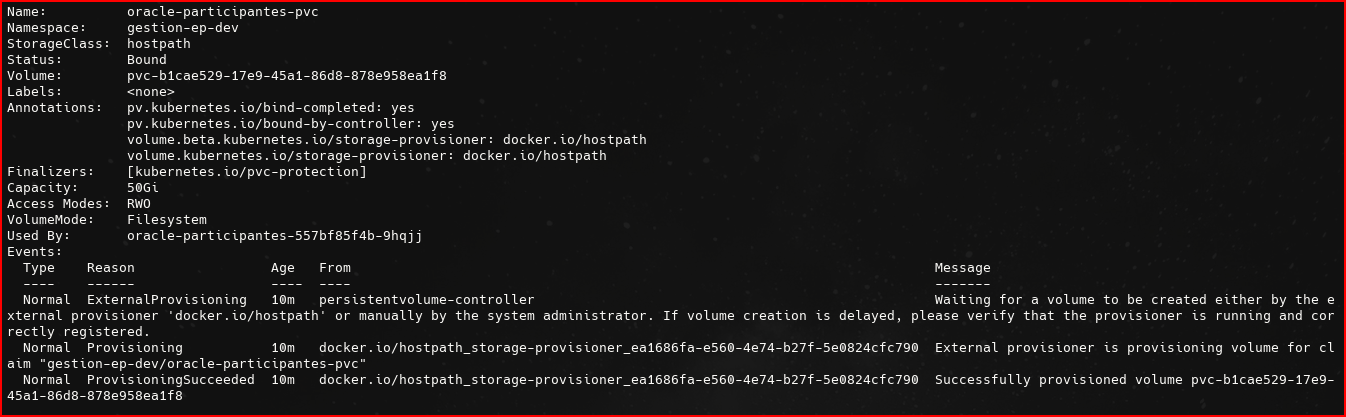 Name:          oracle-participantes-pvc
Namespace:     gestion-ep-dev
StorageClass:  hostpath
Status:        Bound
Volume:        pvc-b1cae529-17e9-45a1-86d8-878e958ea1f8
Labels:        <none>
Annotations:   pv.kubernetes.io/bind-completed: yes
               pv.kubernetes.io/bound-by-controller: yes
               volume.beta.kubernetes.io/storage-provisioner: docker.io/hostpath
               volume.kubernetes.io/storage-provisioner: docker.io/hostpath
Finalizers:    [kubernetes.io/pvc-protection]
Capacity:      50Gi
Access Modes:  RWO
VolumeMode:    Filesystem
Used By:       oracle-participantes-557bf85f4b-9hqjj
Events:
  Type    Reason                 Age   From                                                                         Message
  ----    ------                 ----  ----                                                                         -------
  Normal  ExternalProvisioning   10m   persistentvolume-controller                                                  Waiting for a volume to be created either by the e
xternal provisioner 'docker.io/hostpath' or manually by the system administrator. If volume creation is delayed, please verify that the provisioner is running and cor
rectly registered.
  Normal  Provisioning           10m   docker.io/hostpath_storage-provisioner_ea1686fa-e560-4e74-b27f-5e0824cfc790  External provisioner is provisioning volume for cl
aim "gestion-ep-dev/oracle-participantes-pvc"
  Normal  ProvisioningSucceeded  10m   docker.io/hostpath_storage-provisioner_ea1686fa-e560-4e74-b27f-5e0824cfc790  Successfully provisioned volume pvc-b1cae529-17e9-
45a1-86d8-878e958ea1f8